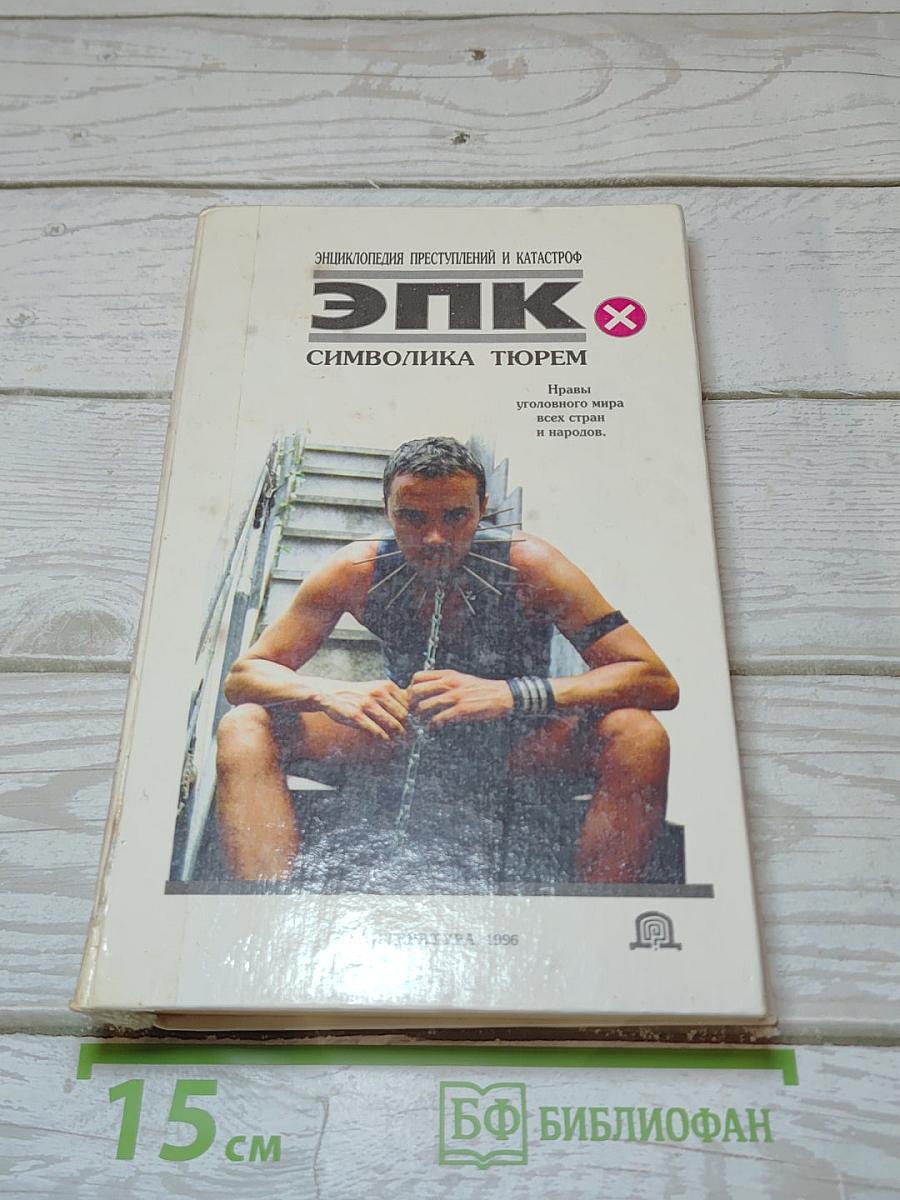 ЭНЦИКЛОПЕДИЯ ПРЕСТУПЛЕНИЙ И КАТАСТРОФ
ЭПК
СИМВОЛИКА ТЮРЕМ
Нравы
уголовного мира
всех стран
и народов.
1996
15 см
БФ БИБЛИОФАН